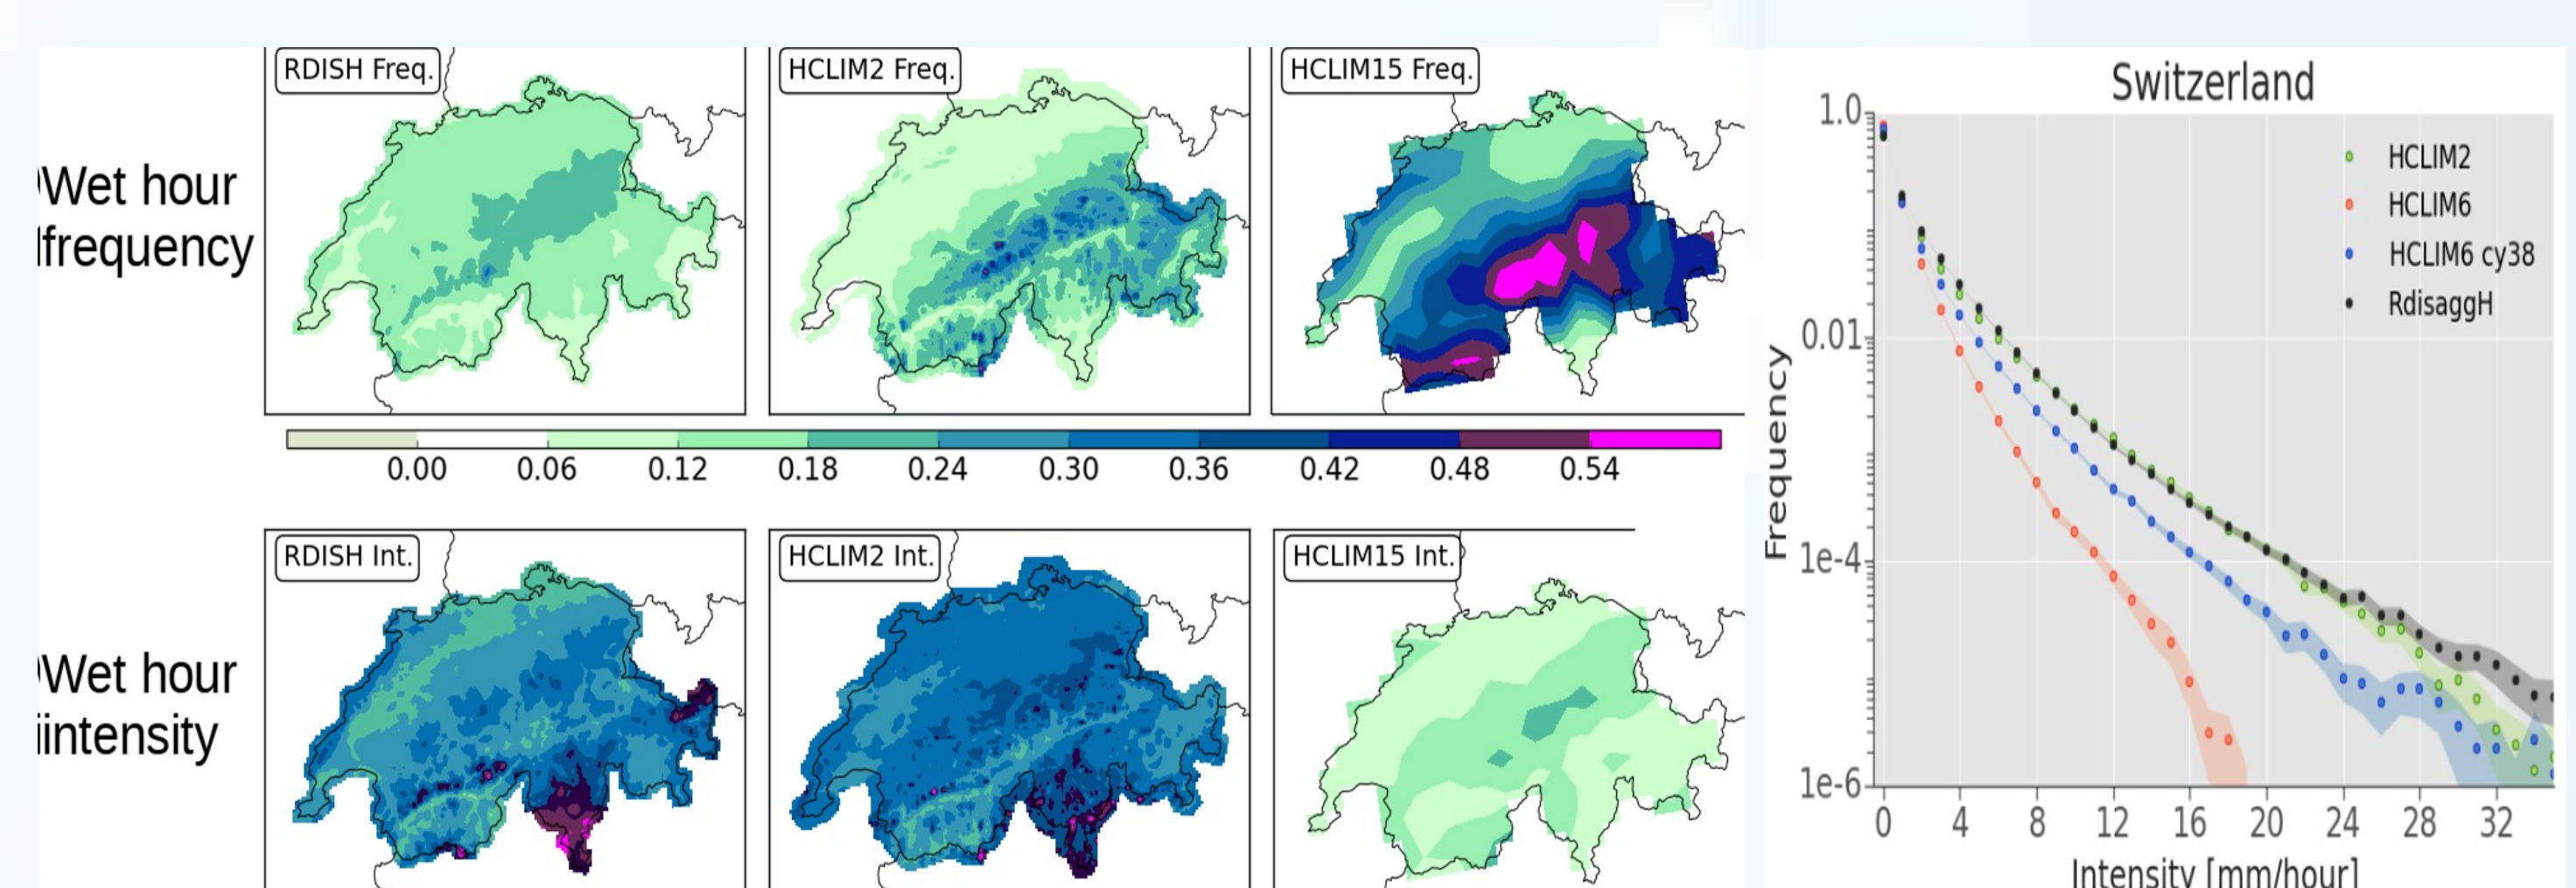 RDISH Freq.
HCLIM2 Freq.
HCLIM15 Freq.
Wet hour
frequency
0.00 0.06 0.12 0.18 0.24 0.30 0.36 0.42 0.48 0.54
RDISH Int.
HCLIM2 Int.
HCLIM15 Int.
Wet hour
intensity
Switzerland
HCLIM2
HCLIM6
HCLIM6 cy38
RdisaggH
Frequency
1.0
0.01
1e-4
1e-6
0 4 8 12 16 20 24 28 32
Intensity [mm/hour]